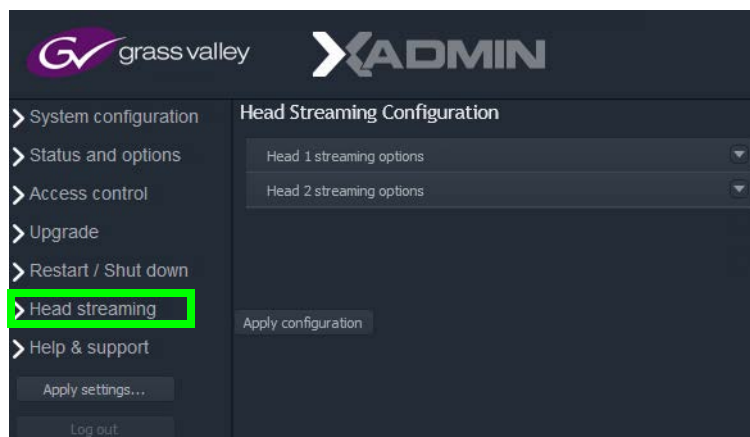 grass valley
XADMIN
System configuration
Status and options
Access control
Upgrade
Restart / Shut down
Head streaming
Help & support
Apply settings...
Log out
Head Streaming Configuration
Head 1 streaming options
Head 2 streaming options
Apply configuration